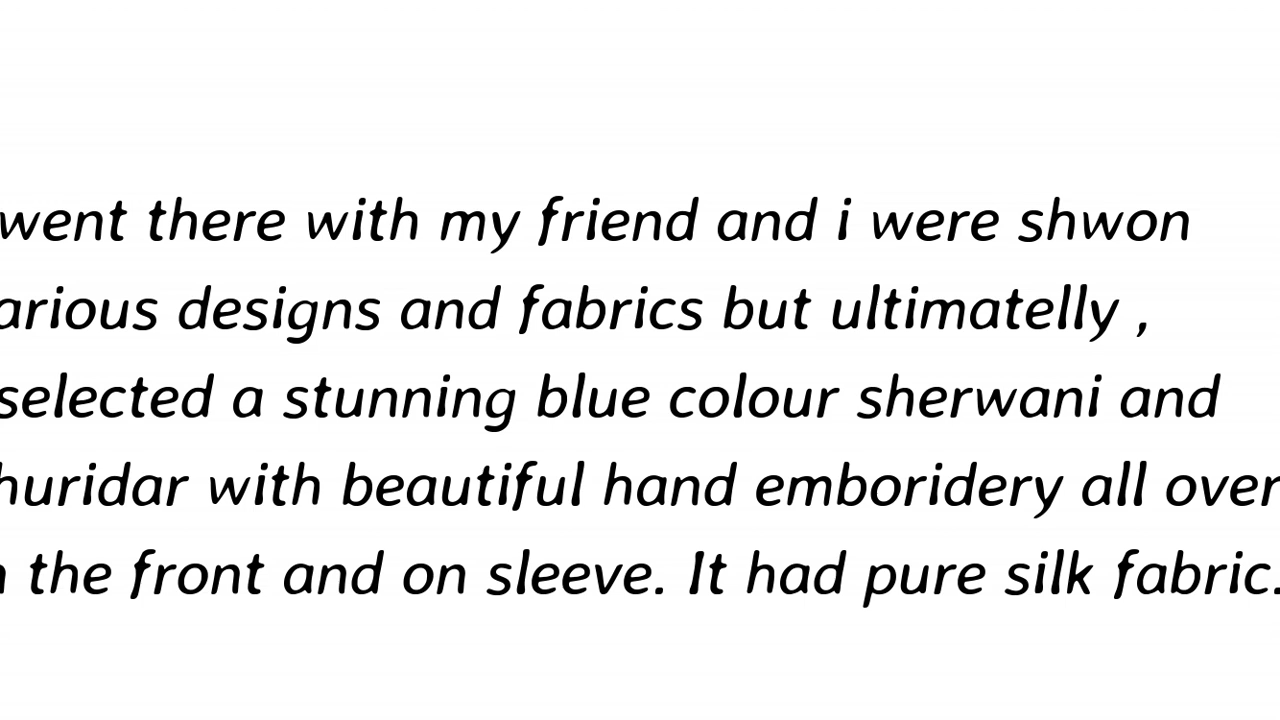 went there with my friend and i were shwon
arious designs and fabrics but ultimatelly ,
selected a stunning blue colour sherwani and
huridar with beautiful hand emboridery all over
the front and on sleeve. It had pure silk fabric.